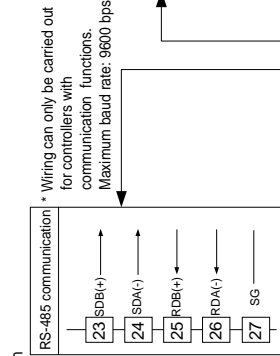 * Wiring can only be carried out
for controllers with
communication functions.
Maximum baud rate: 9600 bps
RS-485 communication
23 SDB(+)
24 SDA(-)
25 RDB(+)
26 RDA(-)
27 SG